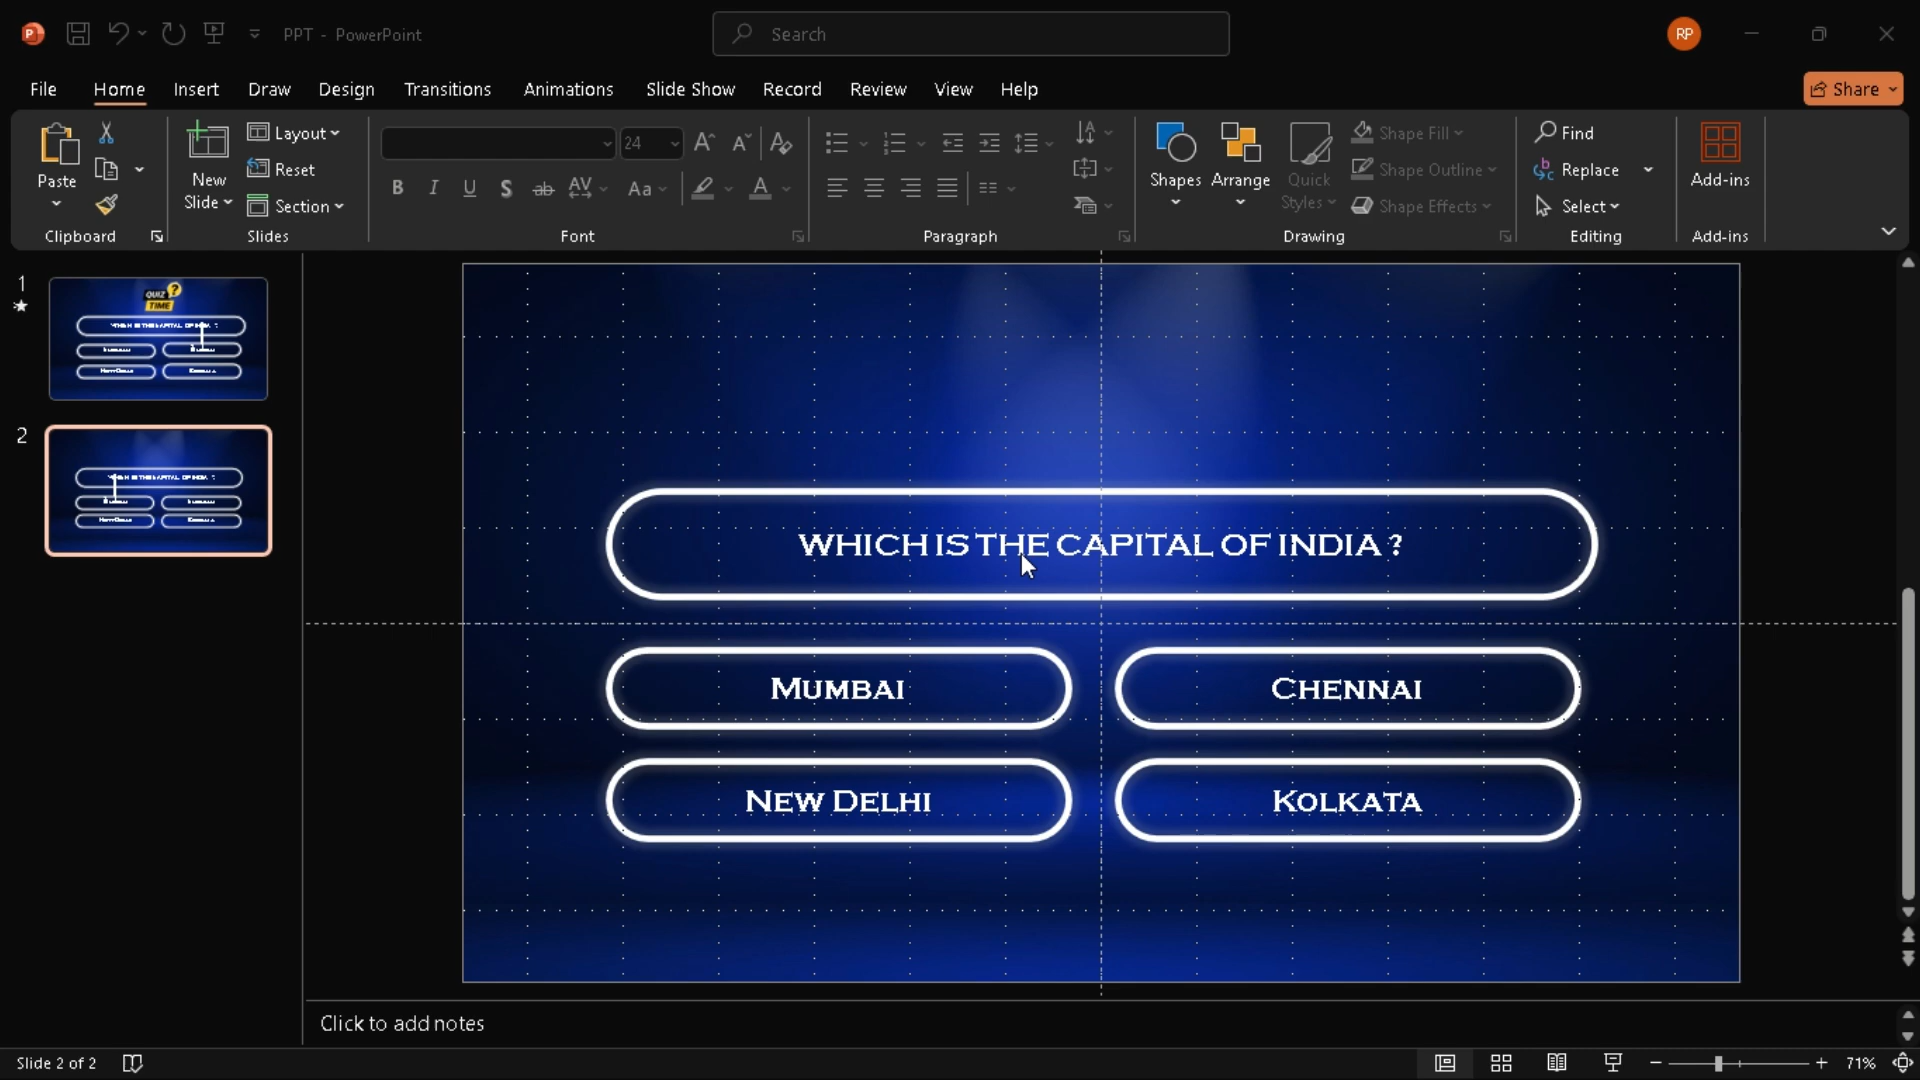 PPT - PowerPoint
Search
RP
File Home Insert Draw Design Transitions Animations Slide Show Record Review View Help
Share
Paste
New Slide
Layout
Reset
Section
24
B I U S ab AV Aa A
Shapes
Arrange
Quick Styles
Shape Fill
Shape Outline
Shape Effects
Find
Replace
Select
Add-ins
Clipboard
Slides
Font
Paragraph
Drawing
Editing
Add-ins
1
QUIZ ?
TIME
2
WHICH IS THE CAPITAL OF INDIA ?
MUMBAI
CHENNAI
NEW DELHI
KOLKATA
Click to add notes
Slide 2 of 2
71%